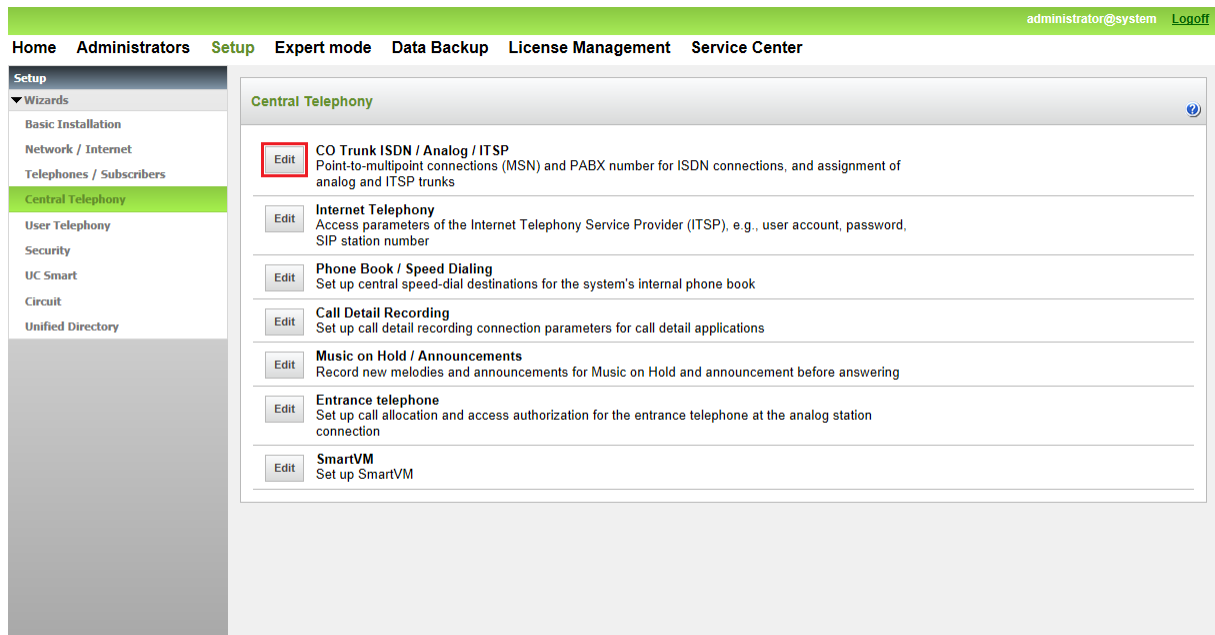 administrator@system Logoff
Home Administrators Setup Expert mode Data Backup License Management Service Center
Setup
Wizards
Basic Installation
Network / Internet
Telephones / Subscribers
Central Telephony
User Telephony
Security
UC Smart
Circuit
Unified Directory
Central Telephony
?
Edit
CO Trunk ISDN / Analog / ITSP
Point-to-multipoint connections (MSN) and PABX number for ISDN connections, and assignment of
analog and ITSP trunks
Edit
Internet Telephony
Access parameters of the Internet Telephony Service Provider (ITSP), e.g., user account, password,
SIP station number
Edit
Phone Book / Speed Dialing
Set up central speed-dial destinations for the system's internal phone book
Edit
Call Detail Recording
Set up call detail recording connection parameters for call detail applications
Edit
Music on Hold / Announcements
Record new melodies and announcements for Music on Hold and announcement before answering
Edit
Entrance telephone
Set up call allocation and access authorization for the entrance telephone at the analog station
connection
Edit
SmartVM
Set up SmartVM